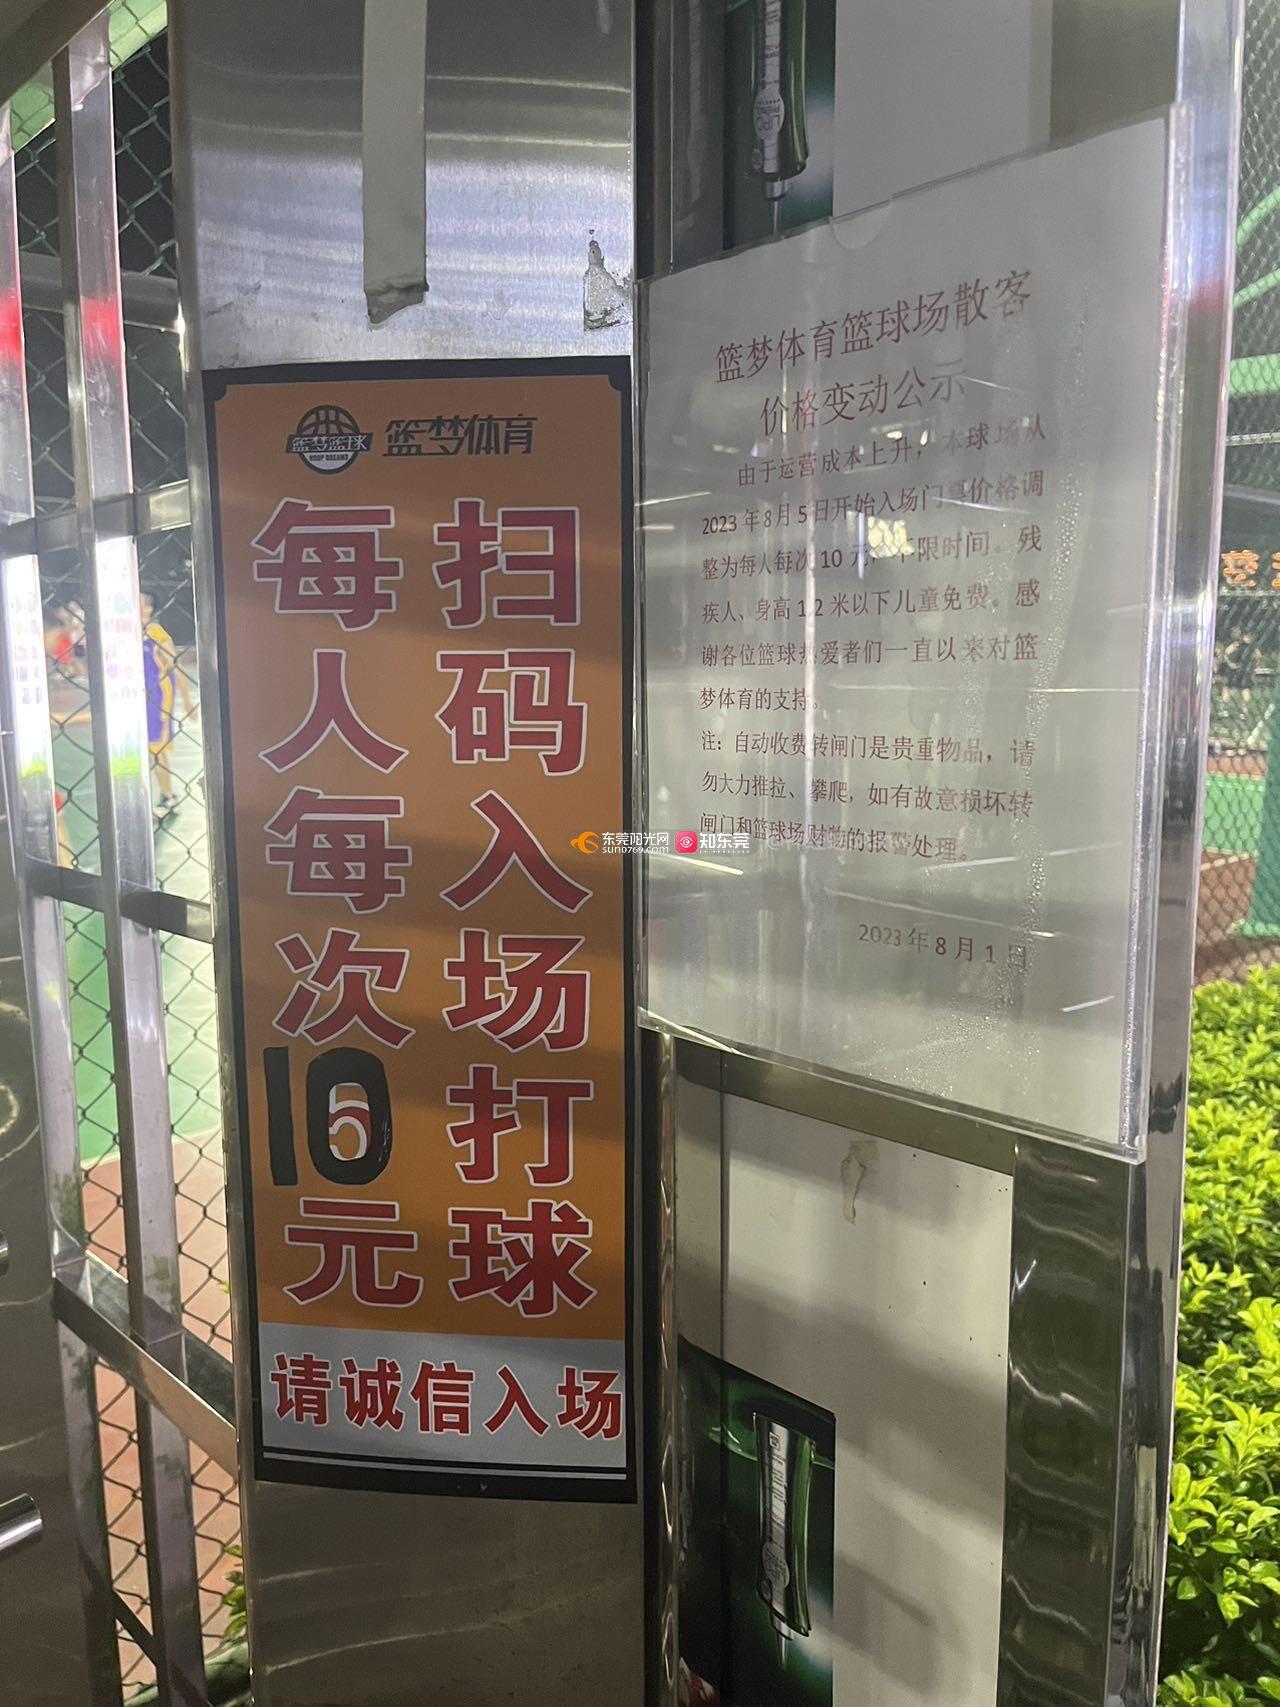 篮梦篮球
HOOP DREAMS
篮梦体育
扫码入场打球
每人每次10元
5
请诚信入场
篮梦体育篮球场散客
价格变动公示
由于运营成本上升，本球场从
2023年8月5日开始入场门票价格调
整为每人每次10元，不限时间。残
疾人、身高1.2米以下儿童免费。感
谢各位篮球热爱者们一直以来对篮
梦体育的支持。
注：自动收费转闸门是贵重物品，请
勿大力推拉、攀爬，如有故意损坏转
闸门和篮球场财物的报警处理。
2023年8月1日
东莞阳光网
sun0769.com
知东莞